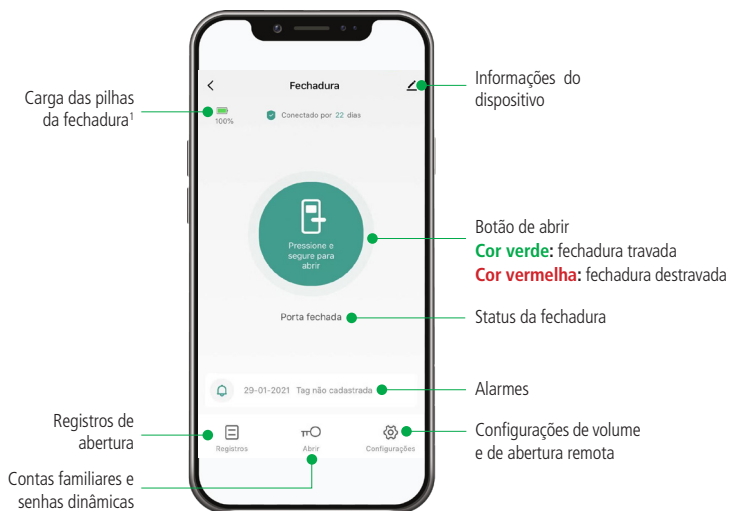 Fechadura
100%
Conectado por 22 dias
Pressione e
segure para
abrir
Porta fechada
29-01-2021 Tag não cadastrada
Registros
Abrir
Configurações
Carga das pilhas
da fechadura¹
Registros de
abertura
Contas familiares e
senhas dinâmicas
Informações do
dispositivo
Botão de abrir
Cor verde: fechadura travada
Cor vermelha: fechadura destravada
Status da fechadura
Alarmes
Configurações de volume
e de abertura remota